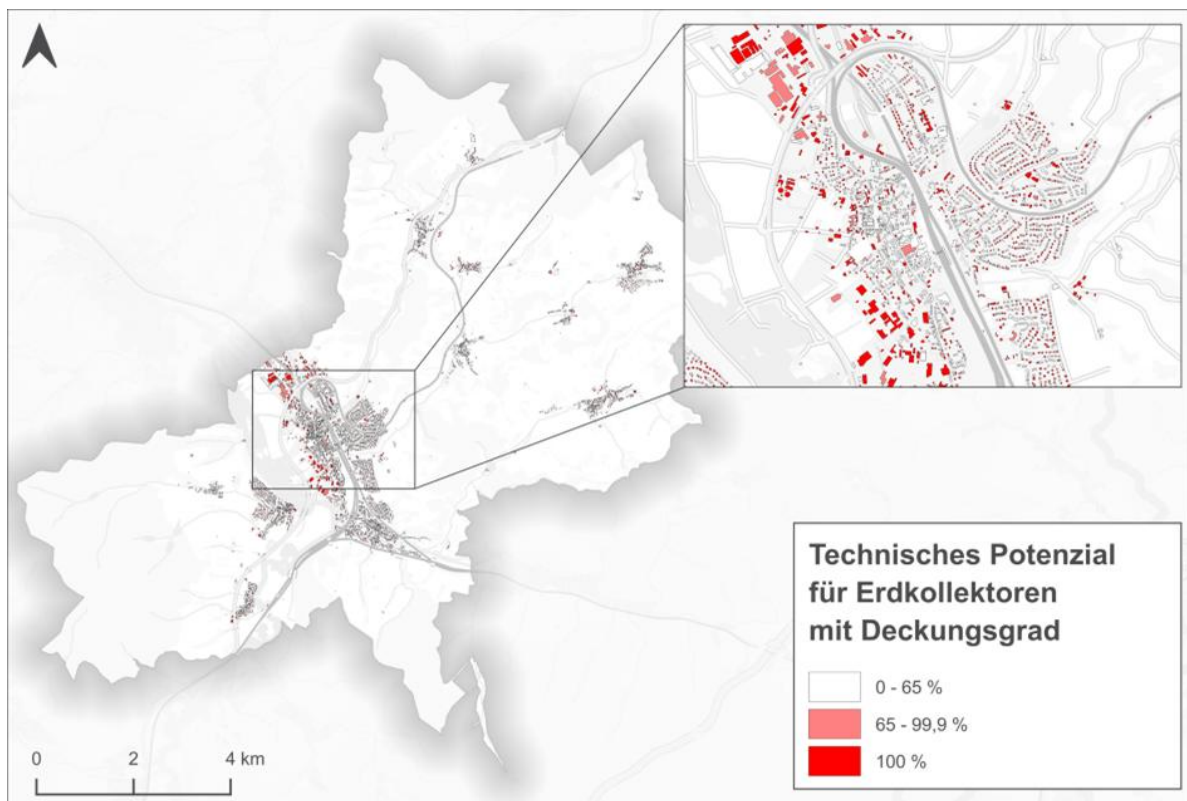 Technisches Potenzial
für Erdkollektoren
mit Deckungsgrad
0 - 65 %
65 - 99,9 %
100 %
0 2 4 km